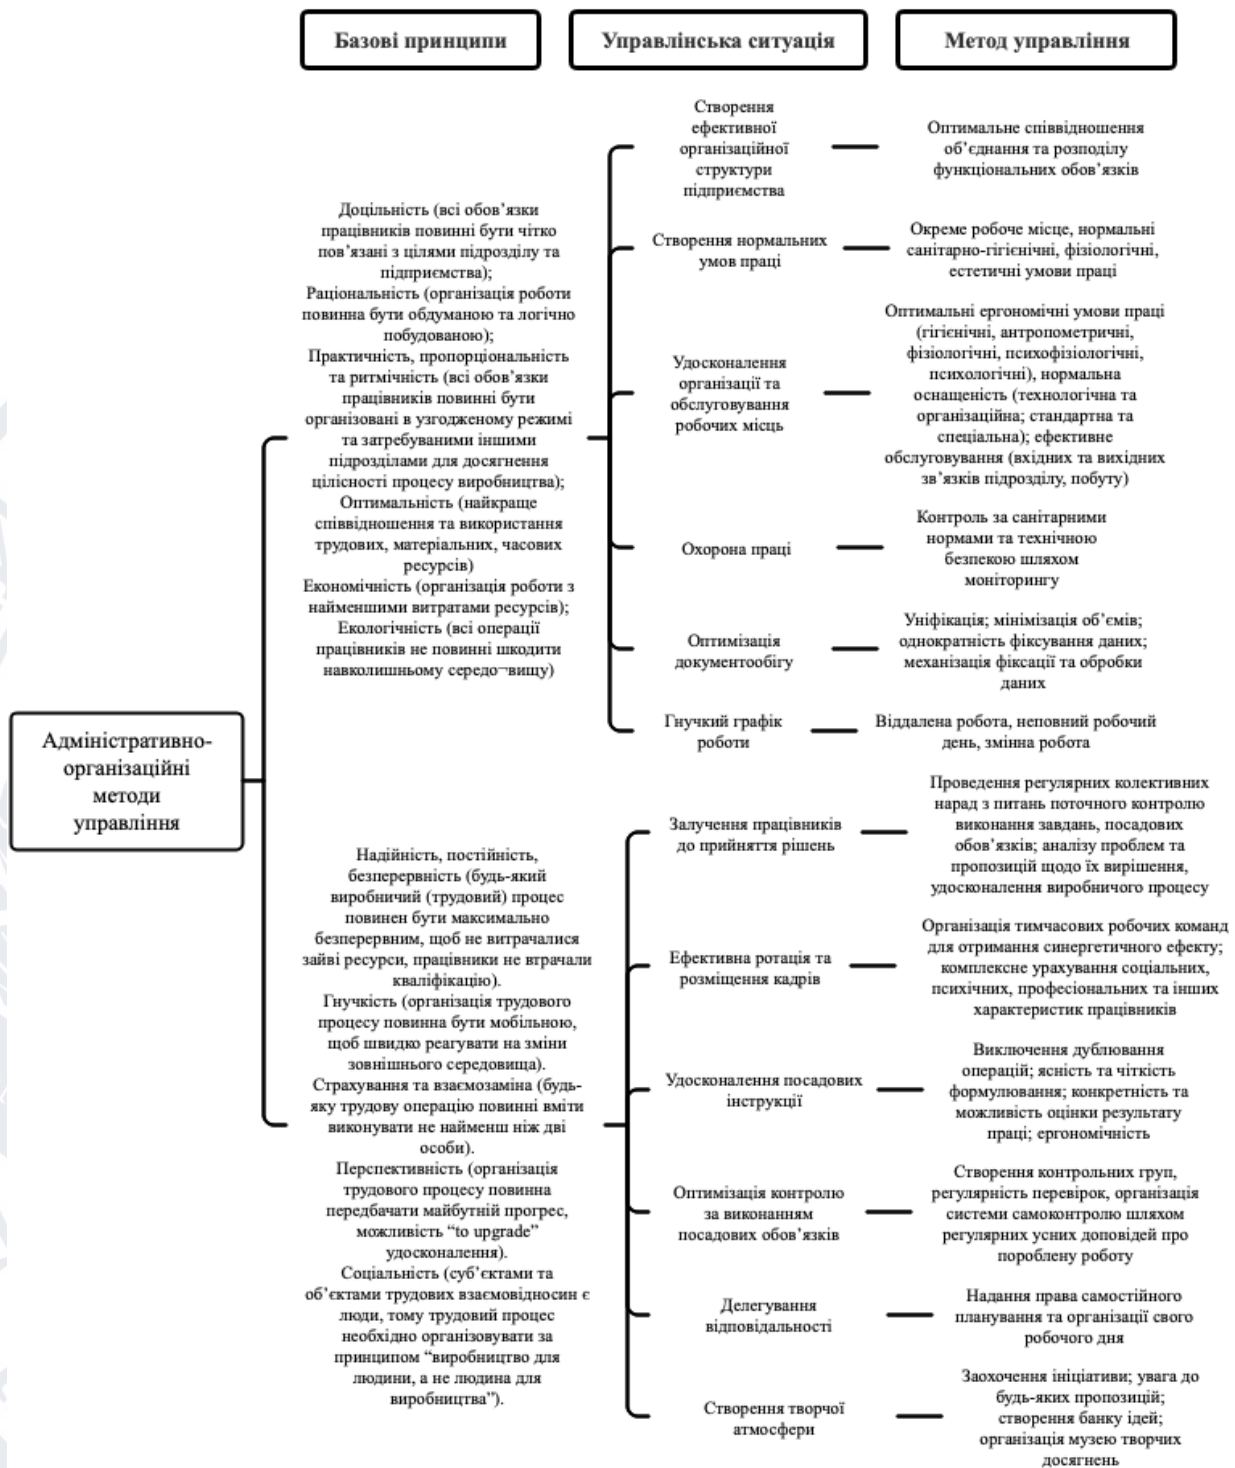 Базові принципи
Управлінська ситуація
Метод управління
Адміністративно-
організаційні
методи
управління
Доцільність (всі обов’язки
працівників повинні бути чітко
пов’язані з цілями підрозділу та
підприємства);
Раціональність (організація роботи
повинна бути обдуманою та логічно
побудованою);
Практичність, пропорціональність
та ритмічність (всі обов’язки
працівників повинні бути
організовані в узгодженому режимі
та затребуваними іншими
підрозділами для досягнення
цілісності процесу виробництва);
Оптимальність (найкраще
співвідношення та використання
трудових, матеріальних, часових
ресурсів)
Економічність (організація роботи з
найменшими витратами ресурсів);
Екологічність (всі операції
працівників не повинні шкодити
навколишньому середо¬вищу)
Створення
ефективної
організаційної
структури
підприємства
Оптимальне співвідношення
об’єднання та розподілу
функціональних обов’язків
Створення нормальних
умов праці
Окреме робоче місце, нормальні
санітарно-гігієнічні, фізіологічні,
естетичні умови праці
Удосконалення
організації та
обслуговування
робочих місць
Оптимальні ергономічні умови праці
(гігієнічні, антропометричні,
фізіологічні, психофізіологічні,
психологічні), нормальна
оснащеність (технологічна та
організаційна; стандартна та
спеціальна); ефективне
обслуговування (вхідних та вихідних
зв’язків підрозділу, побуту)
Охорона праці
Контроль за санітарними
нормами та технічною
безпекою шляхом
моніторингу
Оптимізація
документообігу
Уніфікація; мінімізація об’ємів;
однократність фіксування даних;
механізація фіксації та обробки
даних
Гнучкий графік
роботи
Віддалена робота, неповний робочий
день, змінна робота
Надійність, постійність,
безперервність (будь-який
виробничий (трудовий) процес
повинен бути максимально
безперервним, щоб не витрачалися
зайві ресурси, працівники не втрачали
кваліфікацію).
Гнучкість (організація трудового
процесу повинна бути мобільною,
щоб швидко реагувати на зміни
зовнішнього середовища).
Страхування та взаємозаміна (будь-
яку трудову операцію повинні вміти
виконувати не найменш ніж дві
особи).
Перспективність (організація
трудового процесу повинна
передбачати майбутній прогрес,
можливість “to upgrade”
удосконалення).
Соціальність (суб’єктами та
об’єктами трудових взаємовідносин є
люди, тому трудовий процес
необхідно організовувати за
принципом “виробництво для
людини, а не людина для
виробництва”).
Залучення працівників
до прийняття рішень
Проведення регулярних колективних
нарад з питань поточного контролю
виконання завдань, посадових
обов’язків; аналізу проблем та
пропозицій щодо їх вирішення,
удосконалення виробничого процесу
Ефективна ротація та
розміщення кадрів
Організація тимчасових робочих команд
для отримання синергетичного ефекту;
комплексне урахування соціальних,
психічних, професіональних та інших
характеристик працівників
Удосконалення посадових
інструкції
Виключення дублювання
операцій; ясність та чіткість
формулювання; конкретність та
можливість оцінки результату
праці; ергономічність
Оптимізація контролю
за виконанням
посадових обов’язків
Створення контрольних груп,
регулярність перевірок, організація
системи самоконтролю шляхом
регулярних усних доповідей про
пороблену роботу
Делегування
відповідальності
Надання права самостійного
планування та організації свого
робочого дня
Створення творчої
атмосфери
Заохочення ініціативи; увага до
будь-яких пропозицій;
створення банку ідей;
організація музею творчих
досягнень